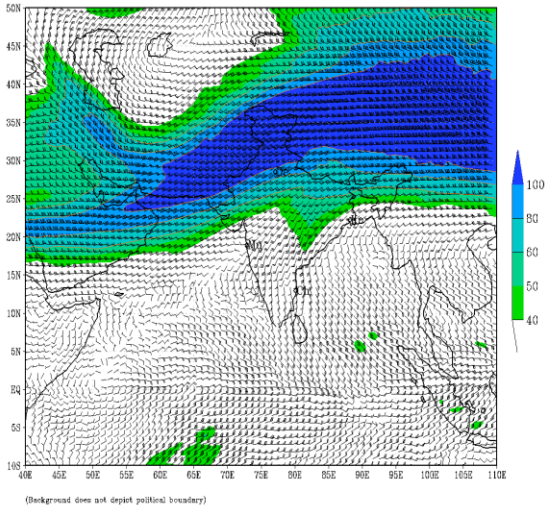 50N
45N
40N
35N
30N
25N
20N
15N
10N
5N
EQ
5S
10S
40E 45E 50E 55E 60E 65E 70E 75E 80E 85E 90E 95E 100E 105E 110E
100
80
60
50
40
(Background does not depict political boundary)